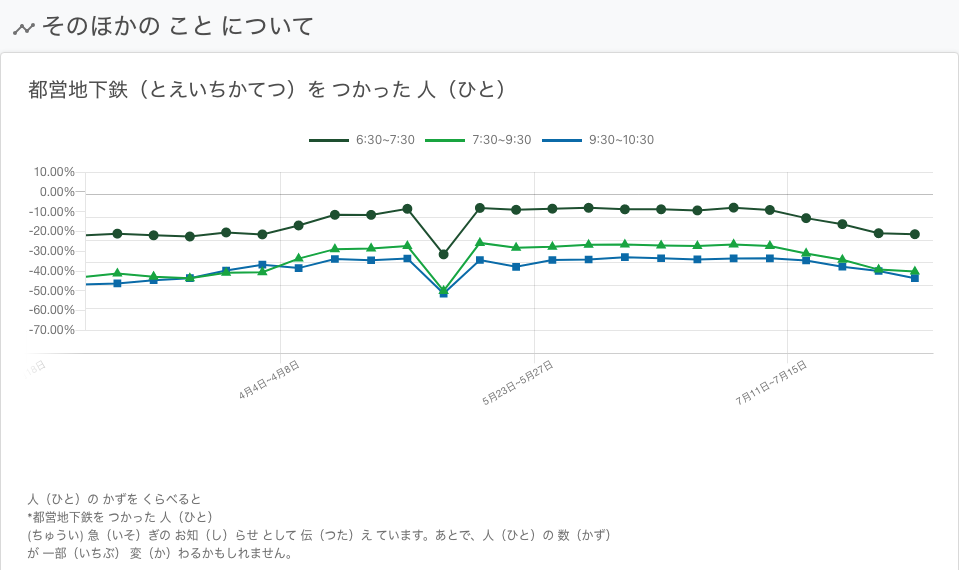 そのほかの こと について
都営地下鉄（とえいちかてつ）を つかった 人（ひと）
6:30~7:30 7:30~9:30 9:30~10:30
10.00%
0.00%
-10.00%
-20.00%
-30.00%
-40.00%
-50.00%
-60.00%
-70.00%
18日 4月4日~4月8日 5月23日~5月27日 7月11日~7月15日
人（ひと）の かずを くらべると
*都営地下鉄を つかった 人（ひと）
(ちゅうい) 急（いそ）ぎの お知（し）らせ として 伝（つた）え ています。あとで、人（ひと）の 数（かず）
が 一部（いちぶ） 変（か）わるかもしれません。